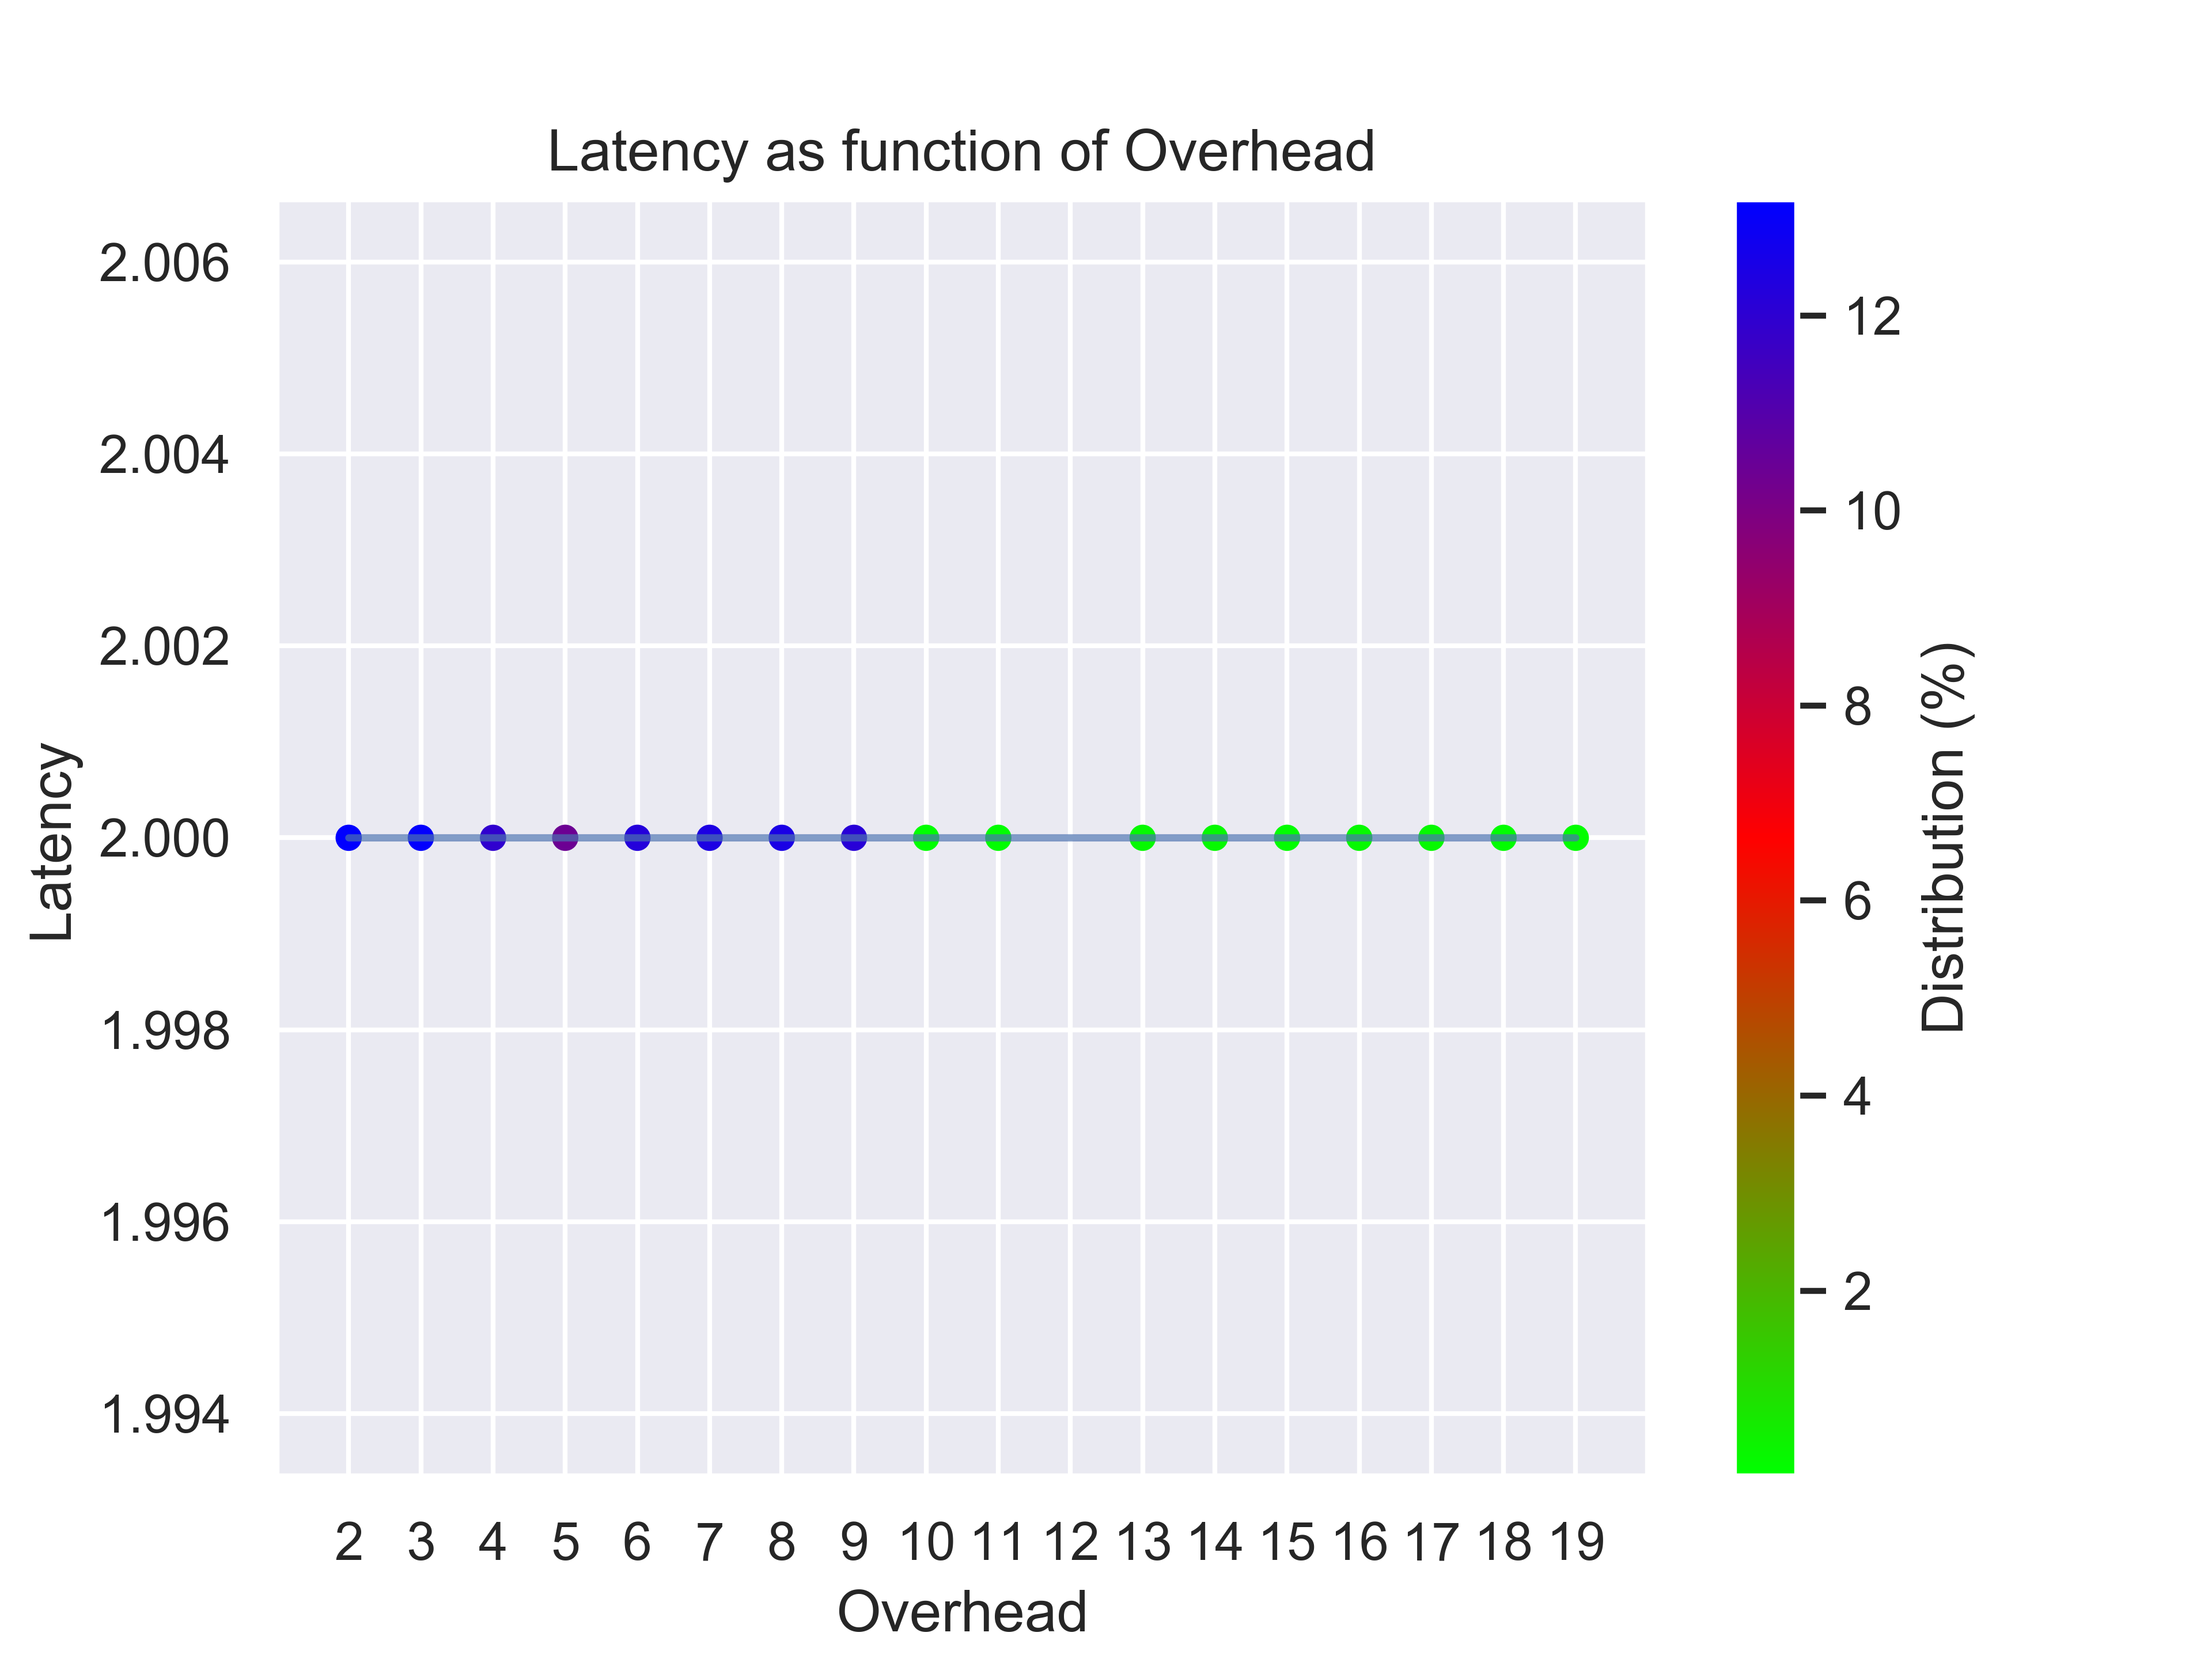 Latency as function of Overhead
2.006
2.004
2.002
2.000
1.998
1.996
1.994
Latency
2 3 4 5 6 7 8 9 10 11 12 13 14 15 16 17 18 19
Overhead
12
10
8
6
4
2
Distribution (%)